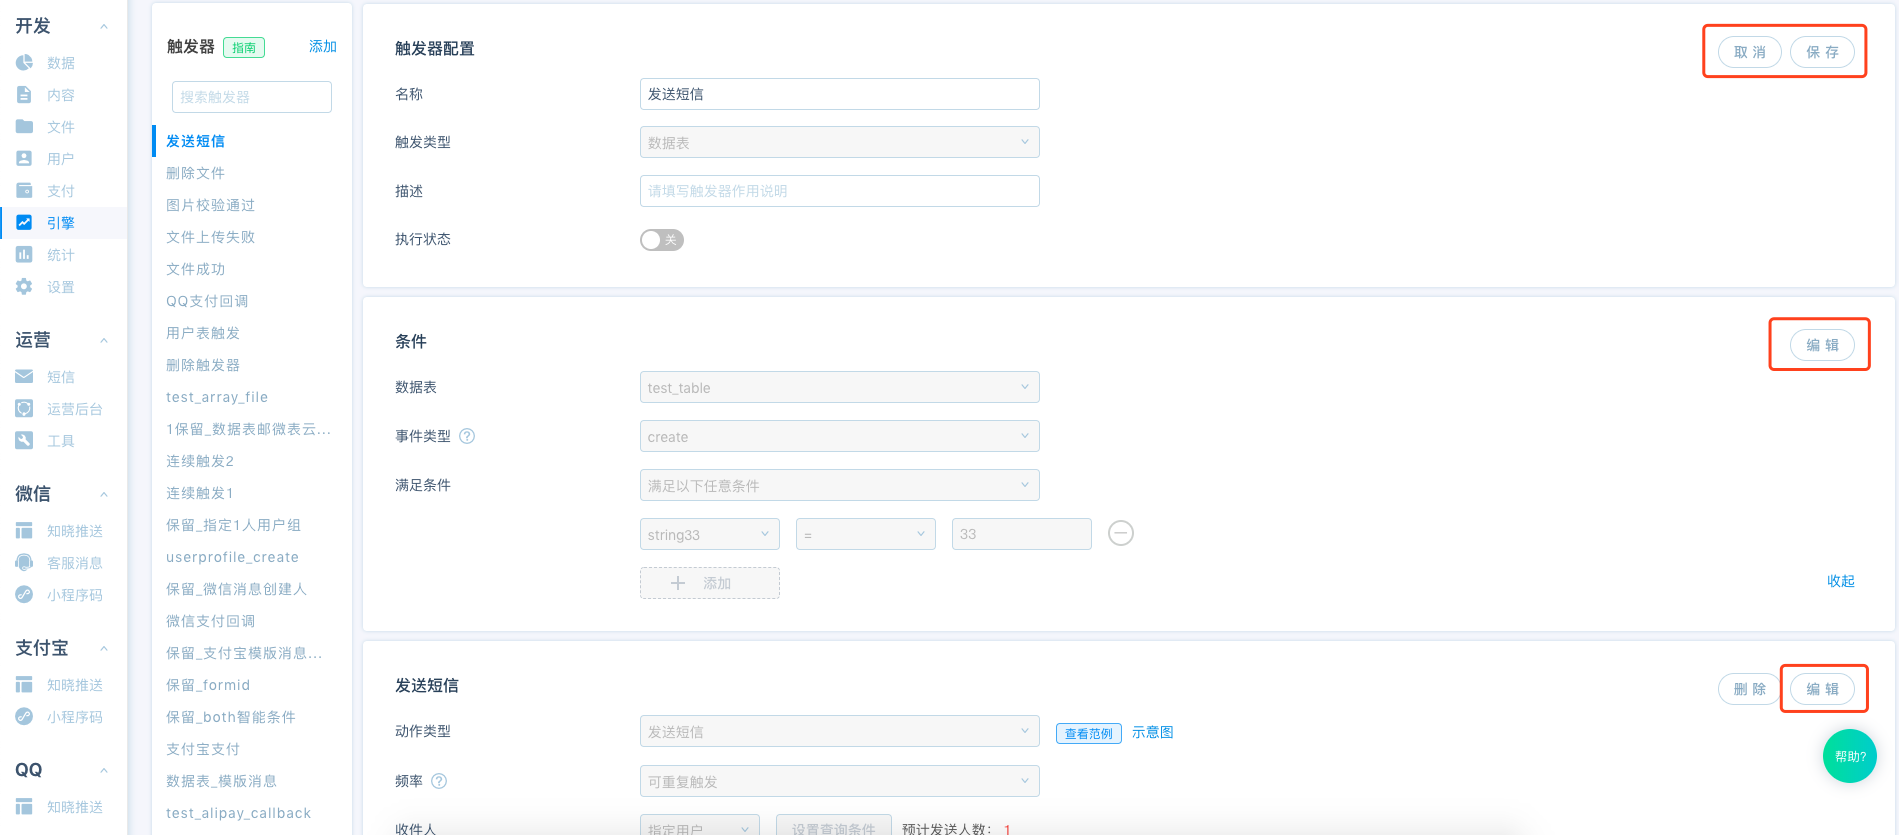 开发
数据
内容
文件
用户
支付
引擎
统计
设置
运营
短信
运营后台
工具
微信
知晓推送
客服消息
小程序码
支付宝
知晓推送
小程序码
QQ
知晓推送
触发器 指南 添加
搜索触发器
发送短信
删除文件
图片校验通过
文件上传失败
文件成功
QQ支付回调
用户表触发
删除触发器
test_array_file
1保留_数据表邮微表云...
连续触发2
连续触发1
保留_指定1人用户组
userprofile_create
保留_微信消息创建人
微信支付回调
保留_支付宝模版消息...
保留_formid
保留_both智能条件
支付宝支付
数据表_模版消息
test_alipay_callback
触发器配置 取消 保存
名称 发送短信
触发类型 数据表
描述 请填写触发器作用说明
执行状态 关
条件 编辑
数据表 test_table
事件类型 ? create
满足条件 满足以下任意条件
string33 = 33
添加
收起
发送短信 删除 编辑
动作类型 发送短信 查看范例 示意图
帮助?
频率 ? 可重复触发
收件人 指定用户 设置查询条件 预计发送人数： 1